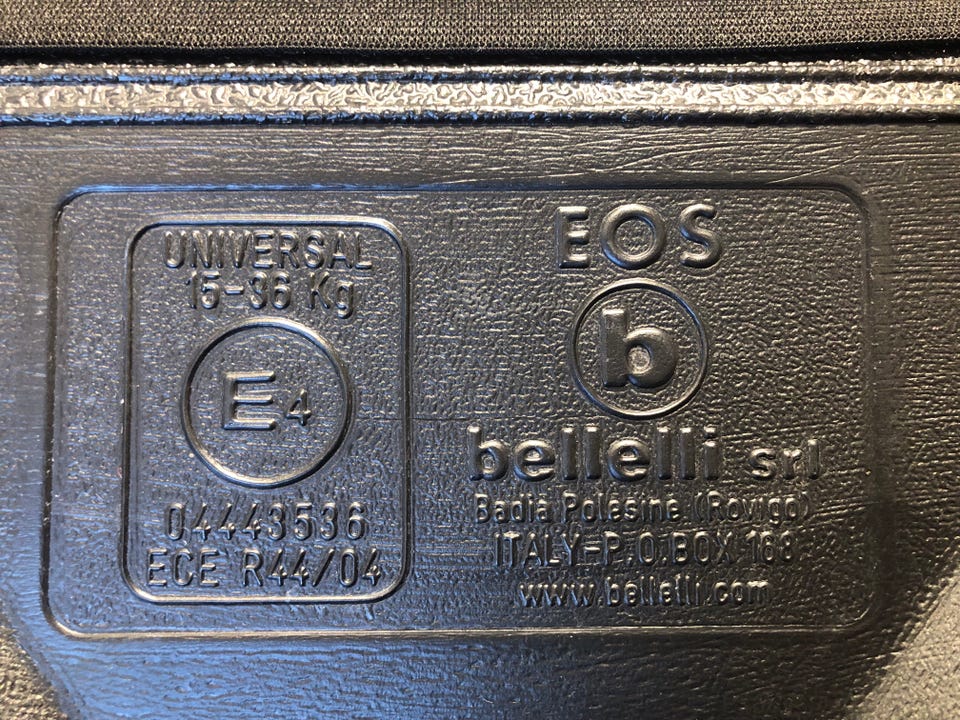 UNIVERSAL
15-36 Kg
E4
04443536
ECE R44/04
EOS
b
bellelli srl
Badia Polesine (Rovigo)
ITALY-P.O.BOX 168
www.bellelli.com